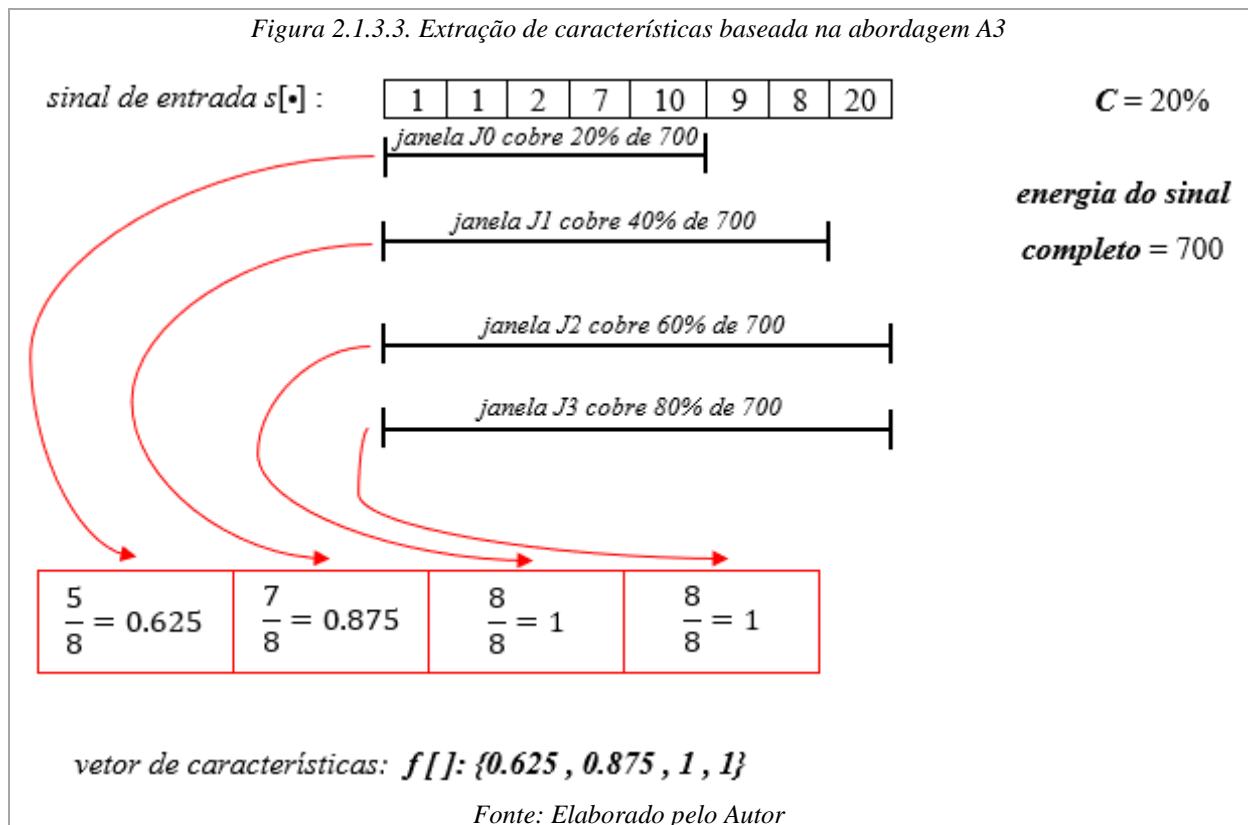 Figura 2.1.3.3. Extração de características baseada na abordagem A3
sinal de entrada s[•] : 1 1 2 7 10 9 8 20 C = 20%
janela J0 cobre 20% de 700
energia do sinal
completo = 700
janela J1 cobre 40% de 700
janela J2 cobre 60% de 700
janela J3 cobre 80% de 700
5/8 = 0.625 7/8 = 0.875 8/8 = 1 8/8 = 1
vetor de características: f [ ]: {0.625 , 0.875 , 1 , 1}
Fonte: Elaborado pelo Autor